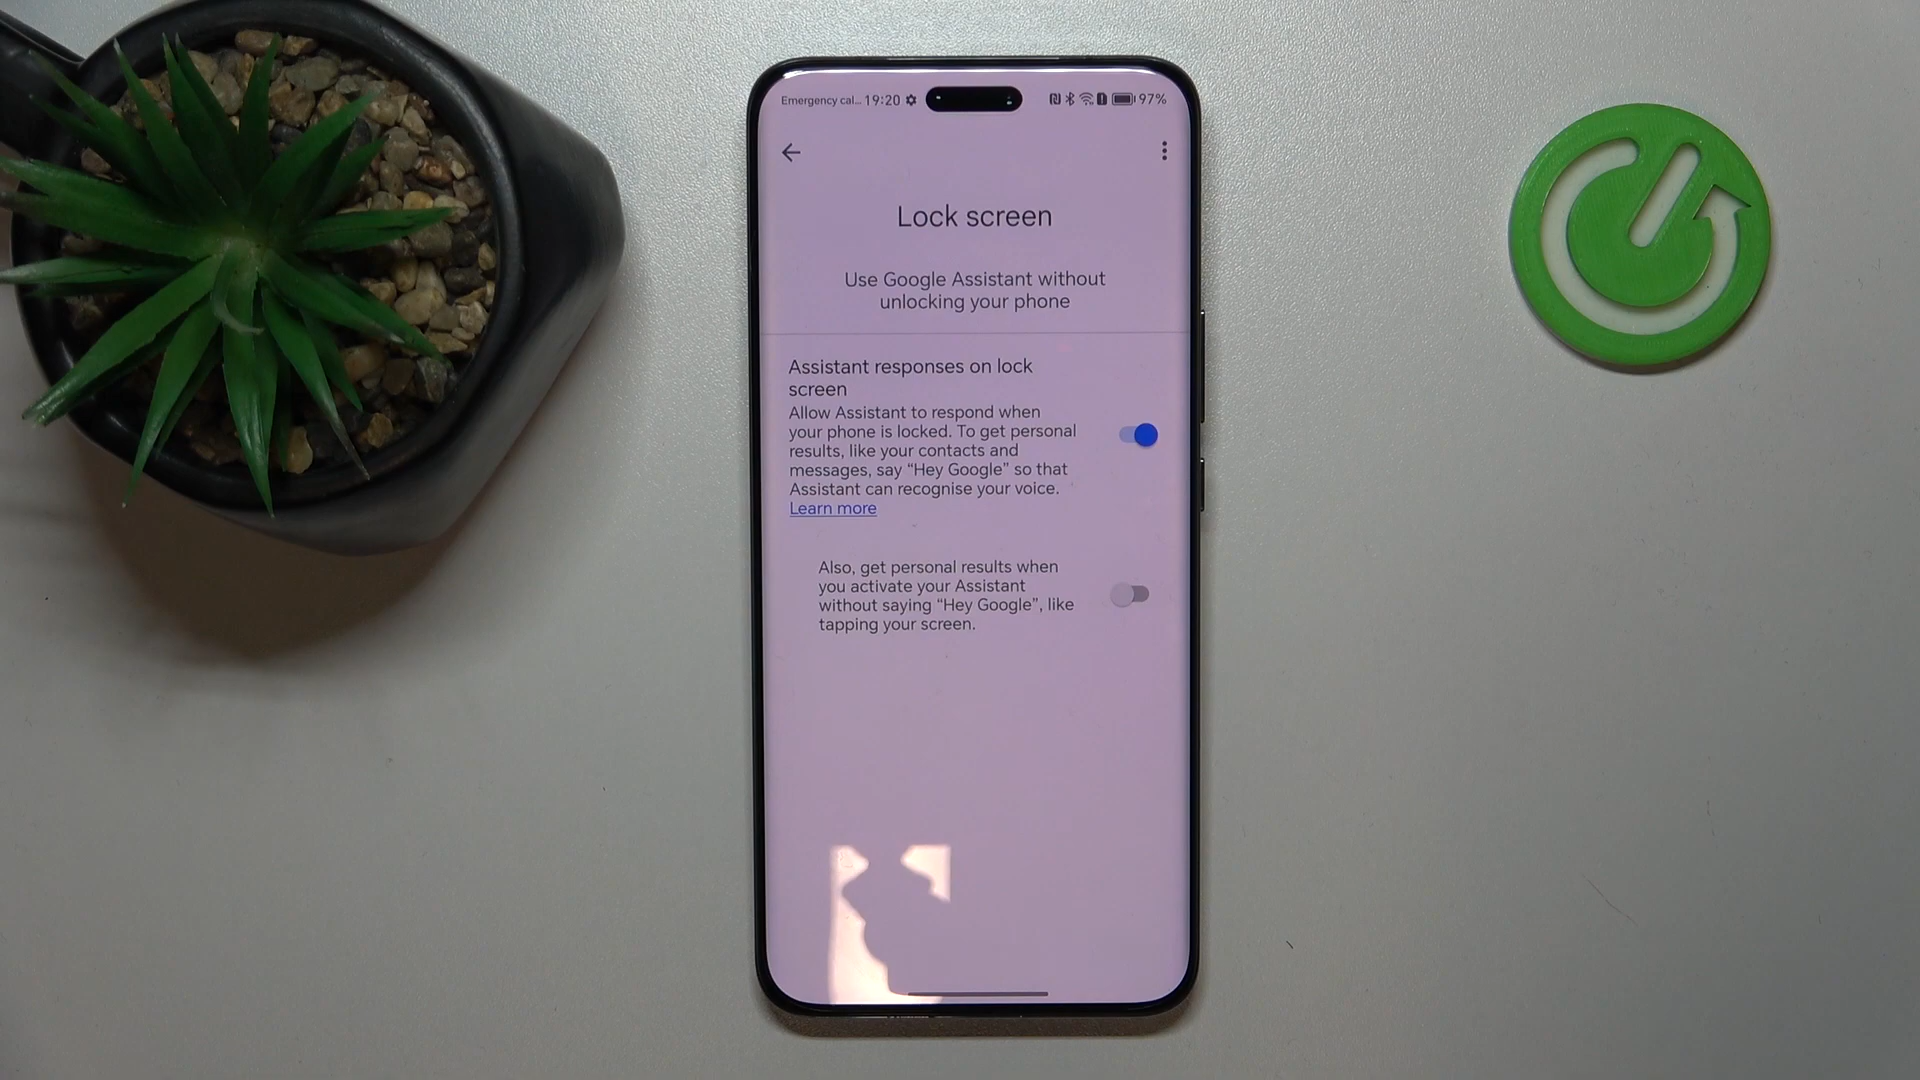 Emergency cal... 19:20 97%
Lock screen
Use Google Assistant without
unlocking your phone
Assistant responses on lock
screen
Allow Assistant to respond when
your phone is locked. To get personal
results, like your contacts and
messages, say “Hey Google” so that
Assistant can recognise your voice.
Learn more
Also, get personal results when
you activate your Assistant
without saying “Hey Google”, like
tapping your screen.